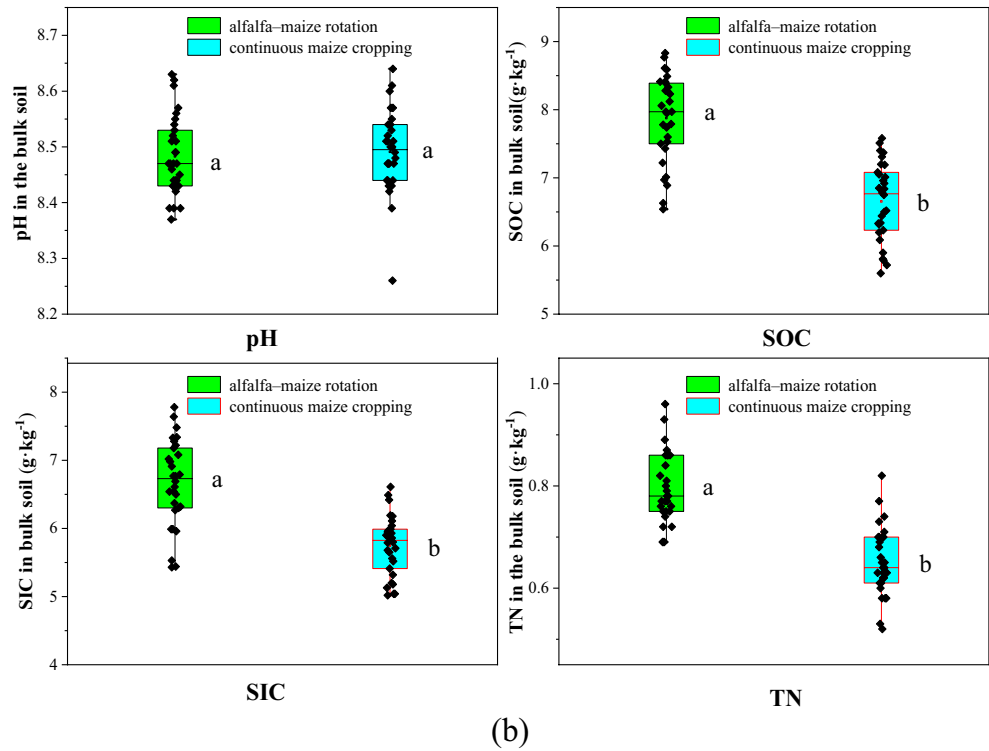 alfalfa–maize rotation
continuous maize cropping
8.7
8.6
8.5
8.4
8.3
8.2
pH in the bulk soil
a
a
pH
alfalfa–maize rotation
continuous maize cropping
9
8
7
6
5
SOC in bulk soil(g·kg-1)
a
b
SOC
alfalfa–maize rotation
continuous maize cropping
8
7
6
5
4
SIC in bulk soil (g·kg-1)
a
b
SIC
alfalfa–maize rotation
continuous maize cropping
1.0
0.8
0.6
TN in the bulk soil (g·kg-1)
a
b
TN
(b)